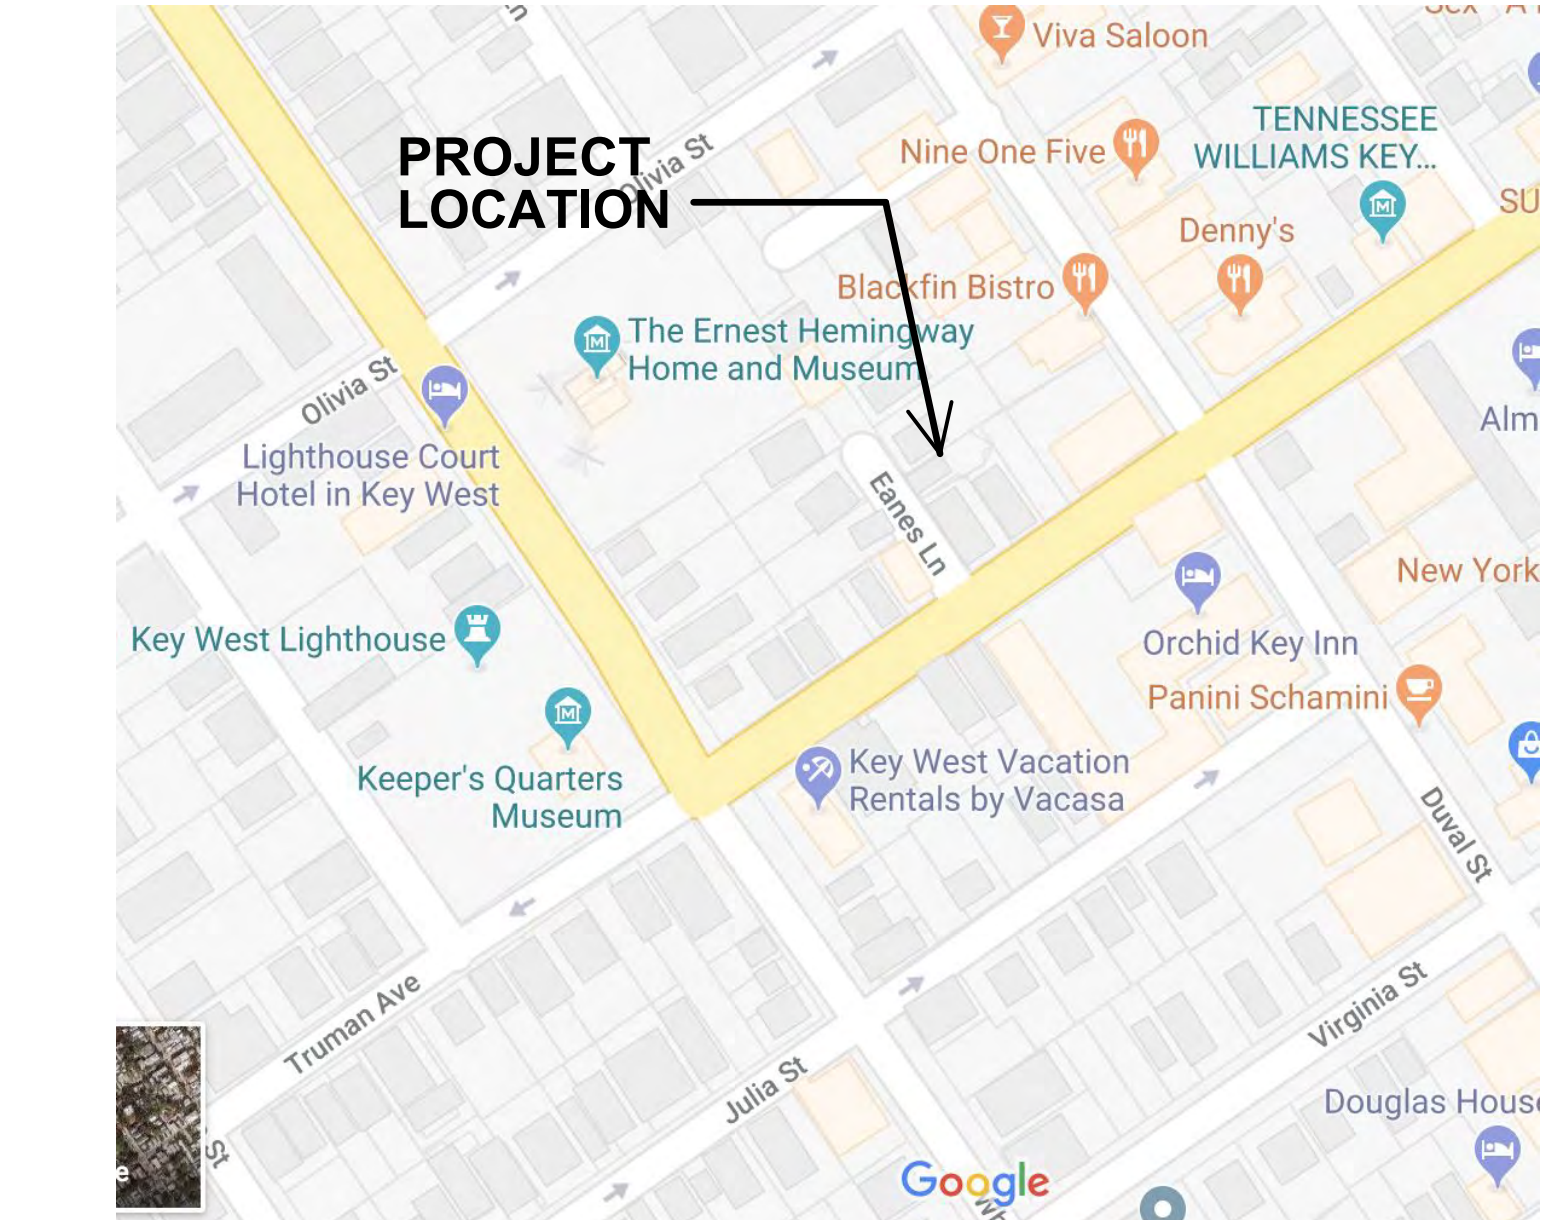 Viva Saloon
TENNESSEE
WILLIAMS KEY...
PROJECT
LOCATION
Olivia St
Nine One Five
SU
Denny's
Blackfin Bistro
The Ernest Hemingway
Home and Museum
Olivia St
Alm
Lighthouse Court
Hotel in Key West
Eanes Ln
New York
Key West Lighthouse
Orchid Key Inn
Panini Schamini
Keeper's Quarters
Museum
Key West Vacation
Rentals by Vacasa
Duval St
Truman Ave
Virginia St
Julia St
Douglas House
St
e
Google
Wh